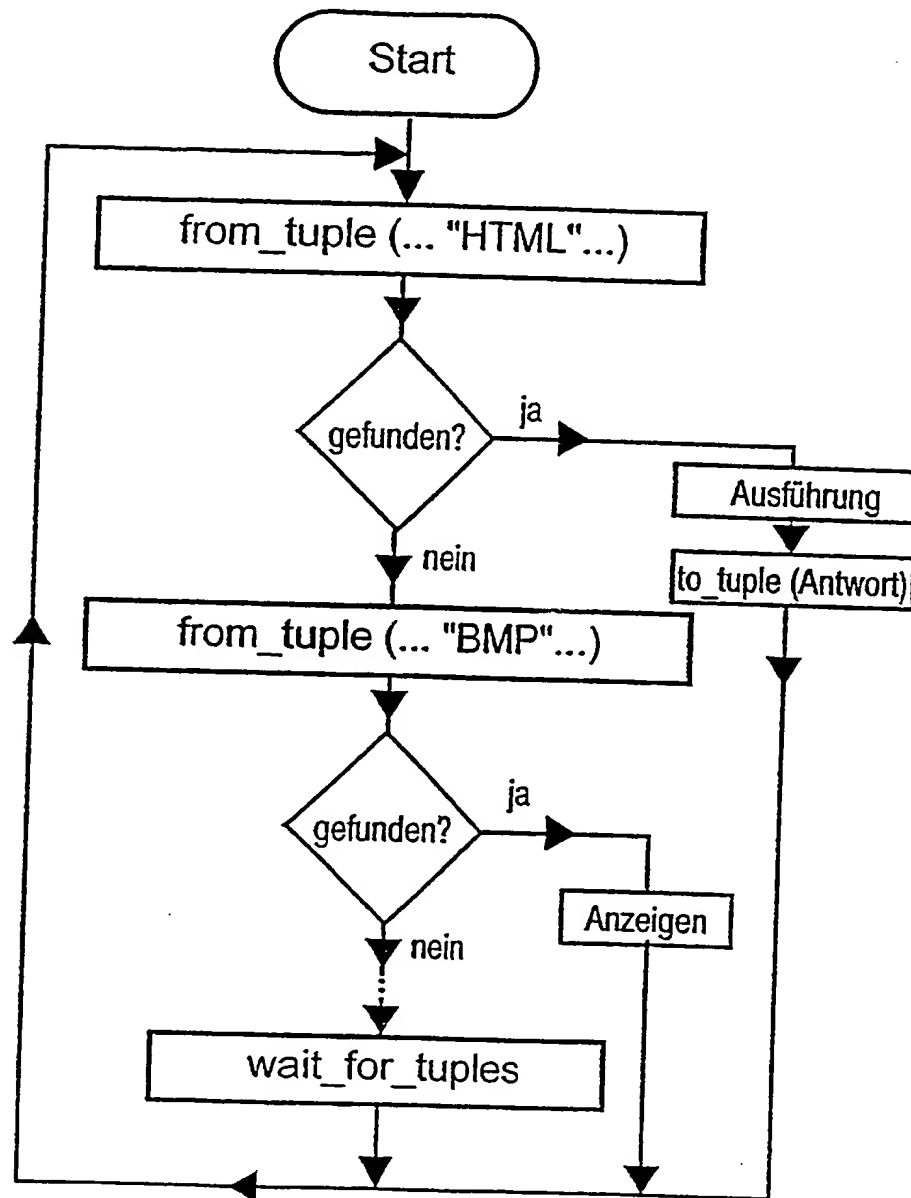 Start
from_tuple (... "HTML"...)
gefunden?
ja
Ausführung
to_tuple (Antwort)
nein
from_tuple (... "BMP"...)
gefunden?
ja
Anzeigen
nein
wait_for_tuples